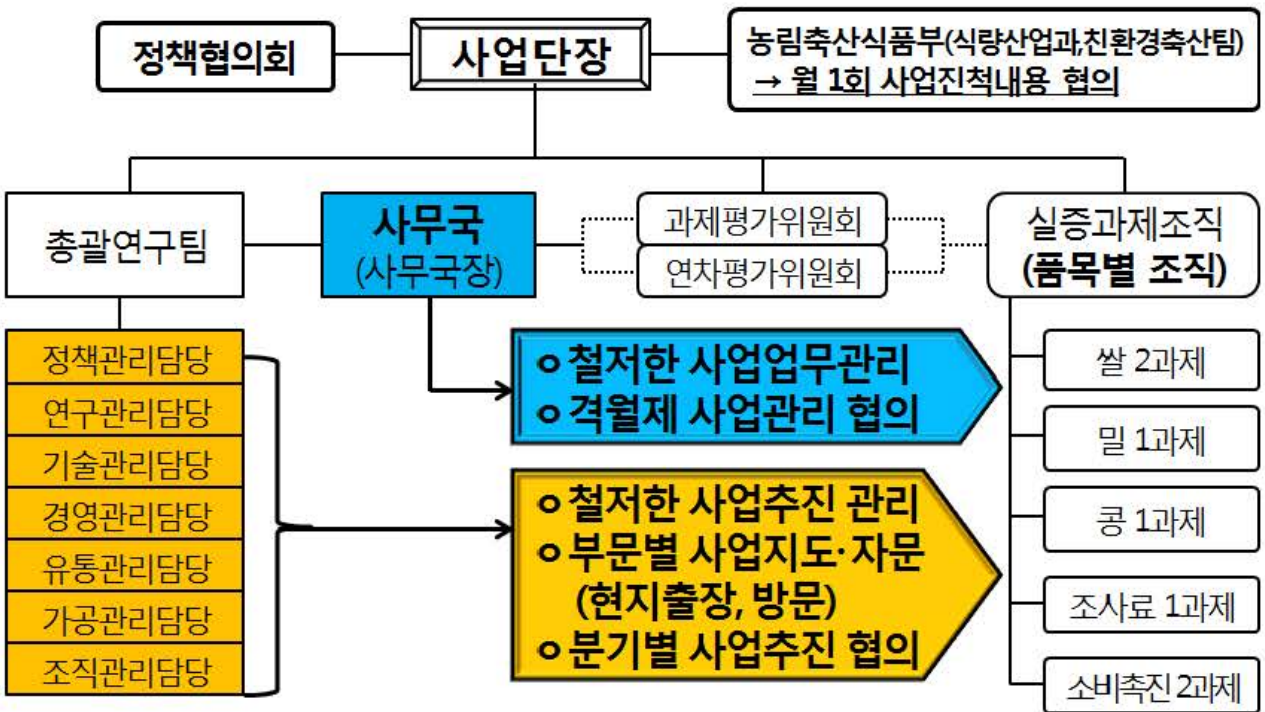 정책협의회
사업단장
농림축산식품부(식량산업과,친환경축산팀)
→ 월 1회 사업진척내용 협의
총괄연구팀
사무국
(사무국장)
과제평가위원회
연차평가위원회
실증과제조직
(품목별 조직)
정책관리담당
연구관리담당
기술관리담당
경영관리담당
유통관리담당
가공관리담당
조직관리담당
ㅇ철저한 사업업무관리
ㅇ격월제 사업관리 협의
ㅇ철저한 사업추진 관리
ㅇ부문별 사업지도·자문
(현지출장, 방문)
ㅇ분기별 사업추진 협의
쌀 2과제
밀 1과제
콩 1과제
조사료 1과제
소비촉진 2과제